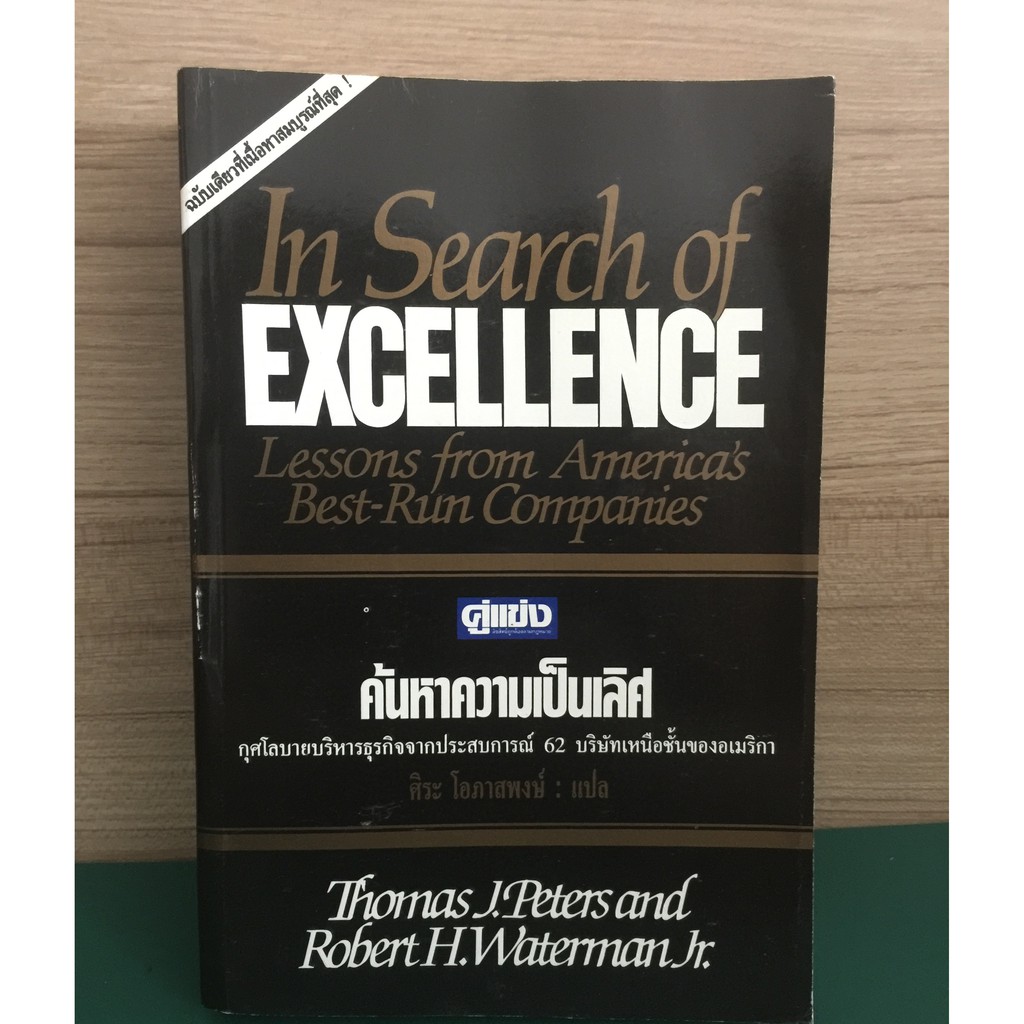 ฉบับเดียวที่เนื้อหาสมบูรณ์ที่สุด !
In Search of
EXCELLENCE
Lessons from America's
Best-Run Companies
คู่แข่ง
ค้นหาความเป็นเลิศ
กุศโลบายบริหารธุรกิจจากประสบการณ์ 62 บริษัทเหนือชั้นของอเมริกา
ศิระ โอภาสพงษ์ : แปล
Thomas J. Peters and
Robert H. Waterman Jr.